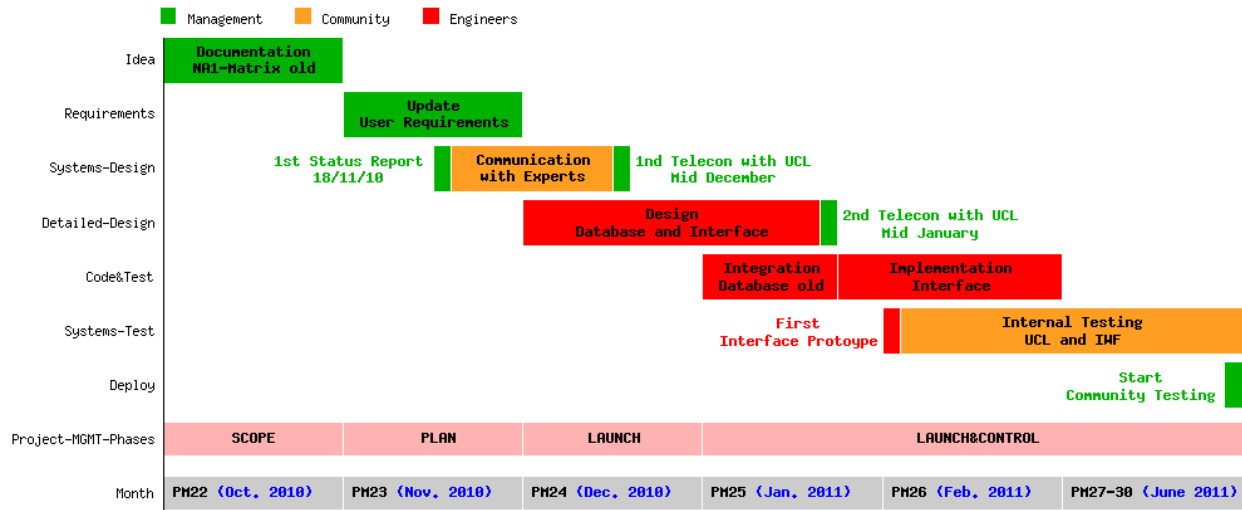 Management Community Engineers
Idea
Documentation
NA1-Matrix old
Requirements
Update
User Requirements
Systems-Design
1st Status Report
18/11/10
Communication
with Experts
1nd Telecon with UCL
Mid December
Detailed-Design
Design
Database and Interface
2nd Telecon with UCL
Mid January
Code&Test
Integration
Database old
Implementation
Interface
Systems-Test
First
Interface Protoype
Internal Testing
UCL and IWF
Deploy
Start
Community Testing
Project-MGMT-Phases SCOPE PLAN LAUNCH LAUNCH&CONTROL
Month PM22 (Oct. 2010) PM23 (Nov. 2010) PM24 (Dec. 2010) PM25 (Jan. 2011) PM26 (Feb. 2011) PM27-30 (June 2011)